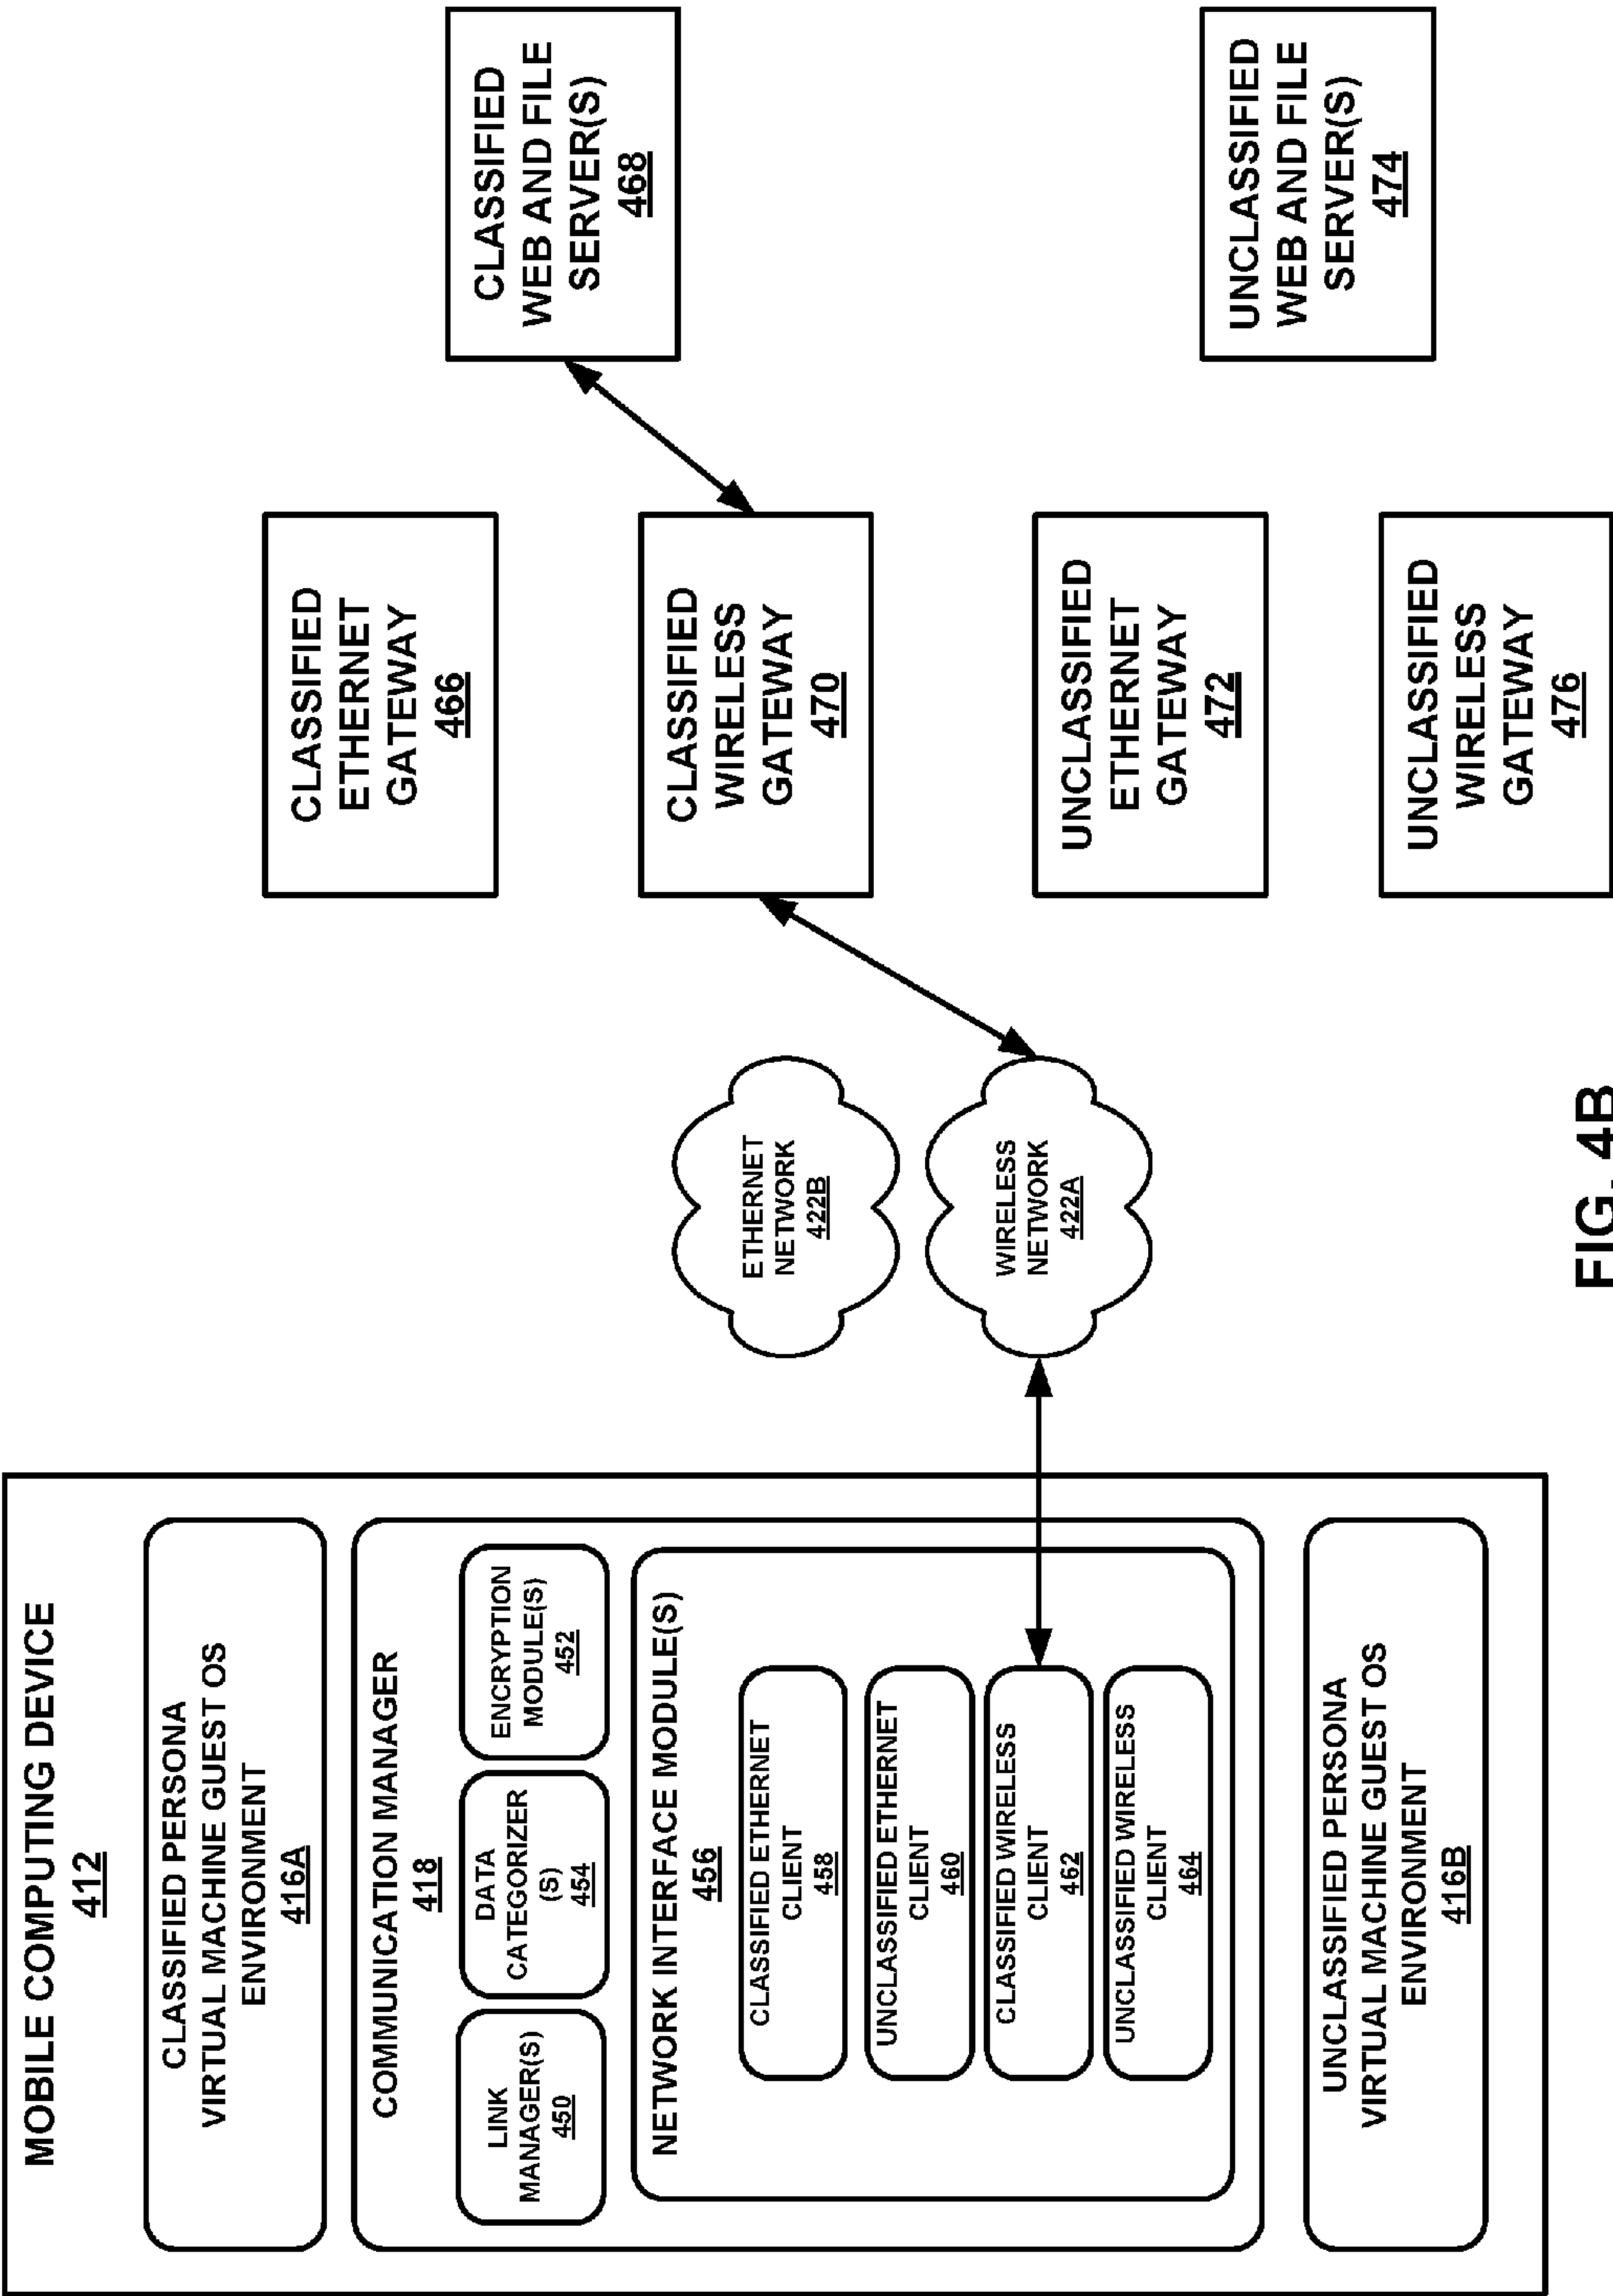 MOBILE COMPUTING DEVICE
412
CLASSIFIED PERSONA
VIRTUAL MACHINE GUEST OS
ENVIRONMENT
416A
COMMUNICATION MANAGER
418
LINK
MANAGER(S)
450
DATA
CATEGORIZER
(S)
454
ENCRYPTION
MODULE(S)
452
NETWORK INTERFACE MODULE(S)
456
CLASSIFIED ETHERNET
CLIENT
458
UNCLASSIFIED ETHERNET
CLIENT
460
CLASSIFIED WIRELESS
CLIENT
462
UNCLASSIFIED WIRELESS
CLIENT
464
UNCLASSIFIED PERSONA
VIRTUAL MACHINE GUEST OS
ENVIRONMENT
416B
ETHERNET
NETWORK
422B
WIRELESS
NETWORK
422A
CLASSIFIED
ETHERNET
GATEWAY
466
CLASSIFIED
WIRELESS
GATEWAY
470
UNCLASSIFIED
ETHERNET
GATEWAY
472
UNCLASSIFIED
WIRELESS
GATEWAY
476
CLASSIFIED
WEB AND FILE
SERVER(S)
468
UNCLASSIFIED
WEB AND FILE
SERVER(S)
474
FIG. 4B